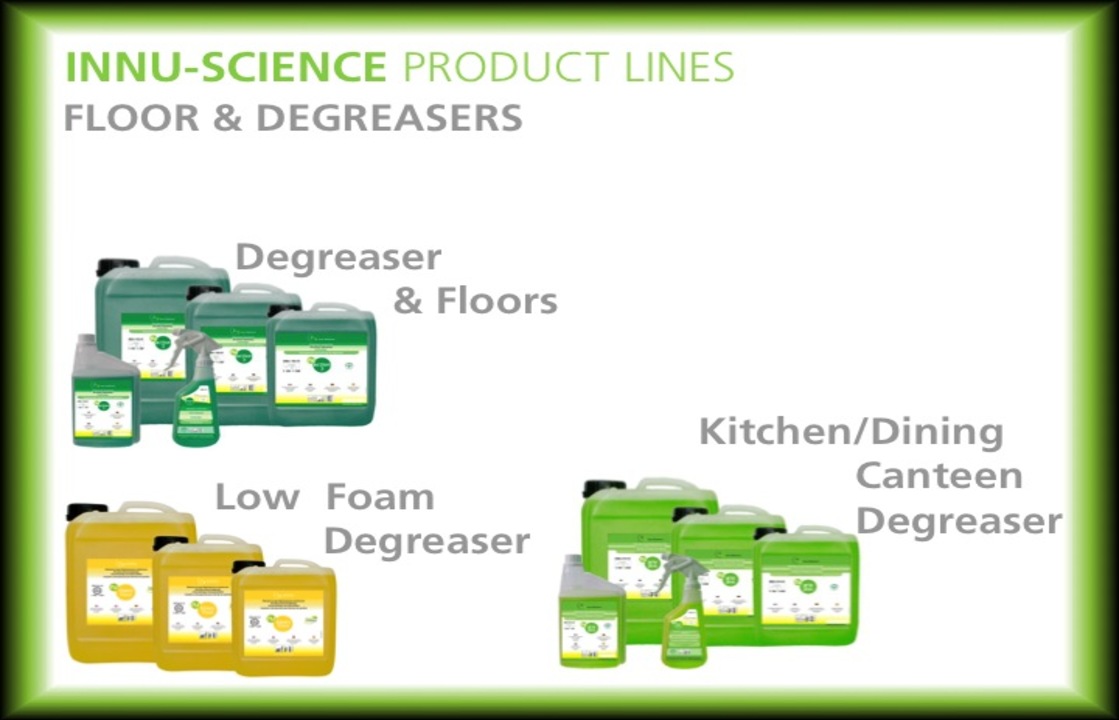 INNU-SCIENCE PRODUCT LINES
FLOOR & DEGREASERS
Degreaser
& Floors
Kitchen/Dining
Canteen
Degreaser
Low Foam
Degreaser